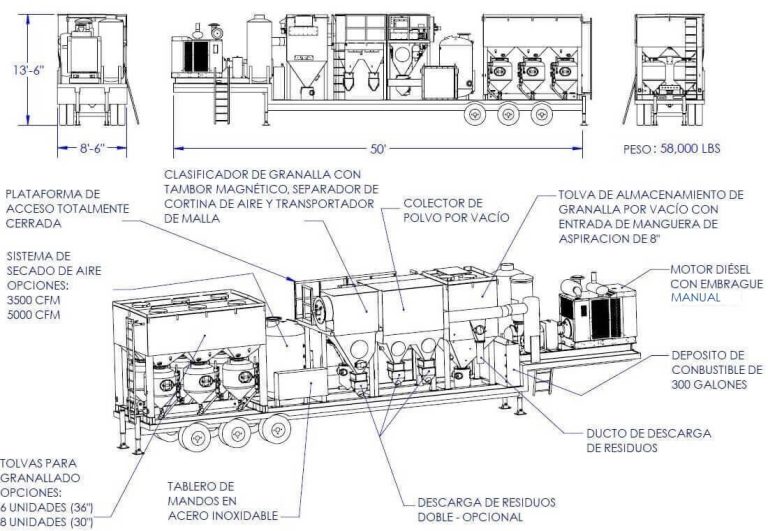 13'-6"
8'-6"
50'
PESO : 58,000 LBS
PLATAFORMA DE
ACCESO TOTALMENTE
CERRADA
CLASIFICADOR DE GRANALLA CON
TAMBOR MAGNÉTICO, SEPARADOR DE
CORTINA DE AIRE Y TRANSPORTADOR
DE MALLA
COLECTOR DE
POLVO POR VACÍO
TOLVA DE ALMACENAMIENTO DE
GRANALLA POR VACÍO CON
ENTRADA DE MANGUERA DE
ASPIRACION DE 8"
SISTEMA DE
SECADO DE AIRE
OPCIONES:
3500 CFM
5000 CFM
MOTOR DIÉSEL
CON EMBRAGUE
MANUAL
DEPOSITO DE
CONBUSTIBLE DE
300 GALONES
DUCTO DE DESCARGA
DE RESIDUOS
TOLVAS PARA
GRANALLADO
OPCIONES:
6 UNIDADES (36")
8 UNIDADES (30")
TABLERO DE
MANDOS EN
ACERO INOXIDABLE
DESCARGA DE RESIDUOS
DOBLE - OPCIONAL